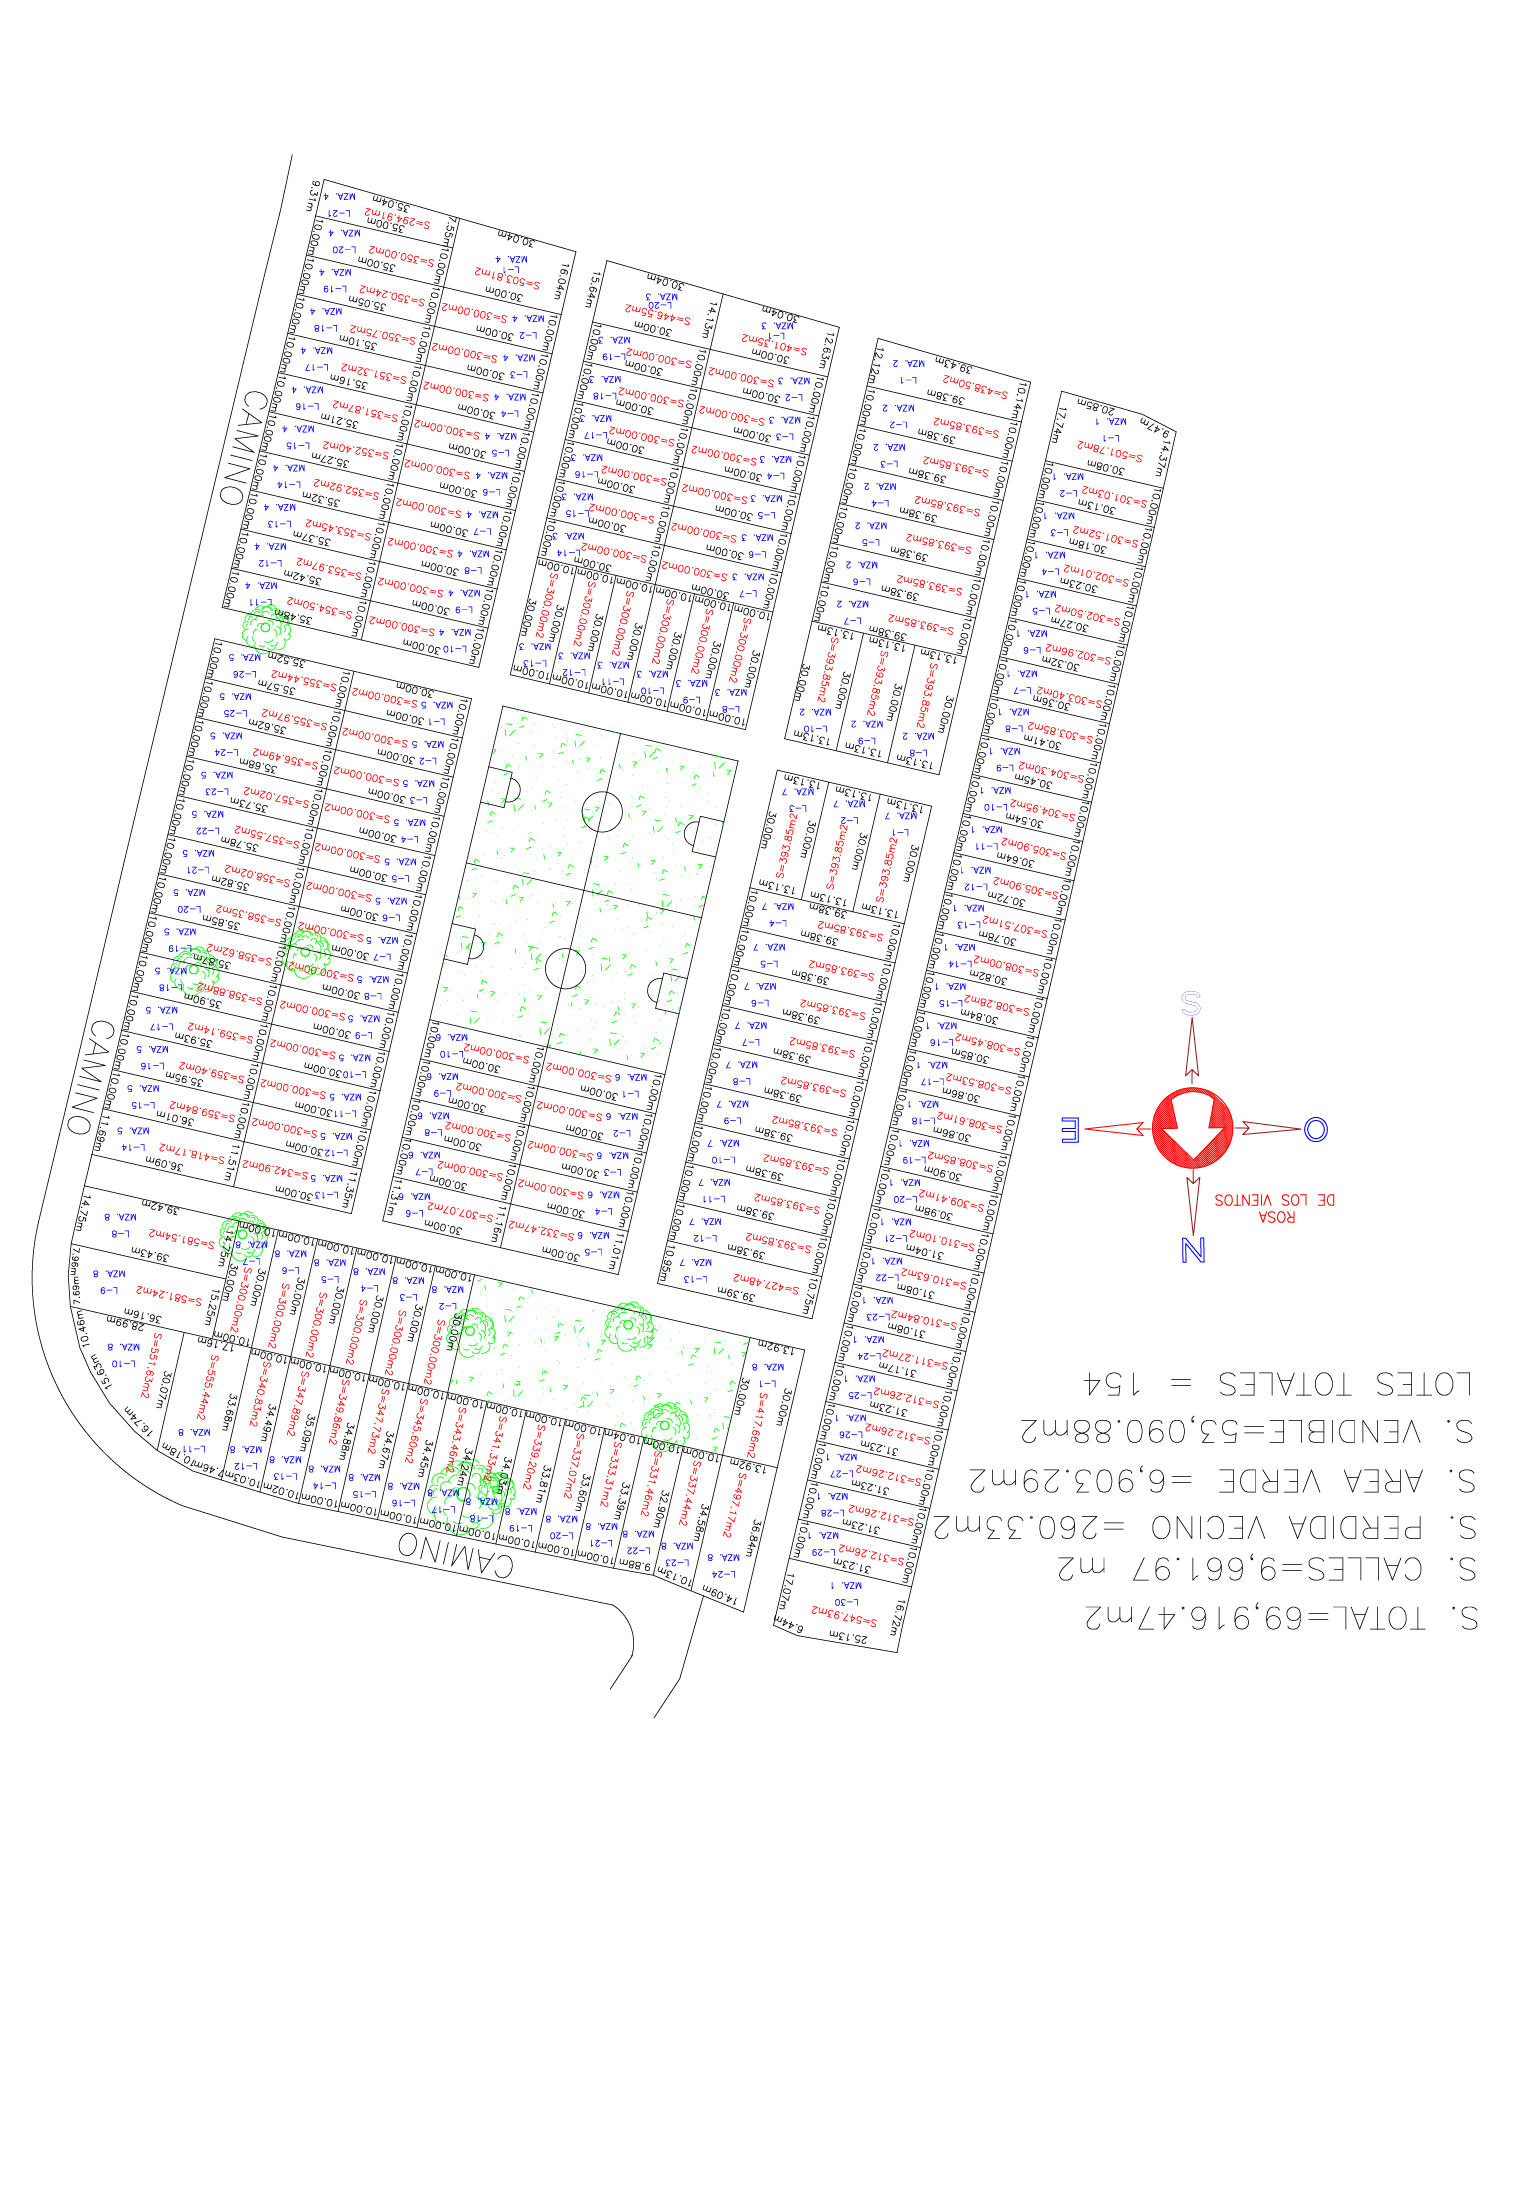 S. TOTAL=69,916.47m2
S. CALLES=9,661.97 m2
S. PERDIDA VECINO =260.33m2
S. AREA VERDE =6,903.29m2
S. VENDIBLE=53,090.88m2
LOTES TOTALES = 154
ROSA
DE LOS VIENTOS
N
O
E
S
CAMINO
CAMINO
CAMINO
MZA. 1 L-30 S=547.93m2 25.13m 6.44m 17.07m 16.72m
MZA. 1 L-29 S=312.26m2 31.23m
MZA. 1 L-28 S=312.26m2 31.23m
MZA. 1 L-27 S=312.26m2 31.23m
MZA. 1 L-26 S=312.26m2 31.23m
MZA. 1 L-25 S=312.26m2 31.23m
MZA. 1 L-24 S=311.27m2 31.17m
MZA. 1 L-23 S=310.84m2 31.08m
MZA. 1 L-22 S=310.63m2 31.08m
MZA. 1 L-21 S=310.10m2 31.04m
MZA. 1 L-20 S=309.41m2 30.98m
MZA. 1 L-19 S=308.85m2 30.90m
MZA. 1 L-18 S=308.61m2 30.86m
MZA. 1 L-17 S=308.53m2 30.86m
MZA. 1 L-16 S=308.45m2 30.85m
MZA. 1 L-15 S=308.28m2 30.84m
MZA. 1 L-14 S=308.00m2 30.82m
MZA. 1 L-13 S=307.51m2 30.78m
MZA. 1 L-12 S=305.90m2 30.72m
MZA. 1 L-11 S=305.90m2 30.64m
MZA. 1 L-10 S=304.95m2 30.54m
MZA. 1 L-9 S=304.30m2 30.45m
MZA. 1 L-8 S=303.85m2 30.41m
MZA. 1 L-7 S=303.40m2 30.36m
MZA. 1 L-6 S=302.96m2 30.32m
MZA. 1 L-5 S=302.50m2 30.27m
MZA. 1 L-4 S=302.01m2 30.23m
MZA. 1 L-3 S=301.52m2 30.18m
MZA. 1 L-2 S=301.03m2 30.13m
MZA. 1 L-1 S=501.78m2 30.08m 17.74m 20.85m 9.47m 14.37m
MZA. 2 L-1 S=438.50m2 39.43m 12.12m 10.14m 39.38m
MZA. 2 L-2 S=393.85m2 39.38m
MZA. 2 L-3 S=393.85m2 39.38m
MZA. 2 L-4 S=393.85m2 39.38m
MZA. 2 L-5 S=393.85m2 39.38m
MZA. 2 L-6 S=393.85m2 39.38m
MZA. 2 L-7 S=393.85m2 39.38m
MZA. 2 L-8 S=393.85m2 13.13m 30.00m
MZA. 2 L-9 S=393.85m2 13.13m 30.00m
MZA. 2 L-10 S=393.85m2 13.13m 30.00m
MZA. 3 L-1 S=401.35m2 30.04m 12.63m 14.13m 30.00m
MZA. 3 L-2 S=300.00m2 30.00m
MZA. 3 L-3 S=300.00m2 30.00m
MZA. 3 L-4 S=300.00m2 30.00m
MZA. 3 L-5 S=300.00m2 30.00m
MZA. 3 L-6 S=300.00m2 30.00m
MZA. 3 L-7 S=300.00m2 10.00m
MZA. 3 L-8 S=300.00m2 30.00m 10.00m
MZA. 3 L-9 S=300.00m2 30.00m 10.00m
MZA. 3 L-10 S=300.00m2 30.00m 10.00m
MZA. 3 L-11 S=300.00m2 30.00m 10.00m
MZA. 3 L-12 S=300.00m2 30.00m 10.00m
MZA. 3 L-13 S=300.00m2 30.00m 10.00m
MZA. 3 L-14 S=300.00m2 10.00m
MZA. 3 L-15 S=300.00m2 30.00m
MZA. 3 L-16 S=300.00m2 30.00m
MZA. 3 L-17 S=300.00m2 30.00m
MZA. 3 L-18 S=300.00m2 30.00m
MZA. 3 L-19 S=300.00m2 30.00m
MZA. 3 L-20 S=446.55m2 30.04m 15.64m 30.00m
MZA. 4 L-1 S=503.81m2 30.04m 16.04m 30.00m
MZA. 4 L-2 S=300.00m2 30.00m
MZA. 4 L-3 S=300.00m2 30.00m
MZA. 4 L-4 S=300.00m2 30.00m
MZA. 4 L-5 S=300.00m2 30.00m
MZA. 4 L-6 S=300.00m2 30.00m
MZA. 4 L-7 S=300.00m2 30.00m
MZA. 4 L-8 S=300.00m2 30.00m
MZA. 4 L-9 S=300.00m2 30.00m
MZA. 4 L-10 S=300.00m2 30.00m
MZA. 4 L-11 S=354.50m2 35.48m
MZA. 4 L-12 S=353.97m2 35.42m
MZA. 4 L-13 S=353.45m2 35.37m
MZA. 4 L-14 S=352.92m2 35.32m
MZA. 4 L-15 S=352.40m2 35.27m
MZA. 4 L-16 S=351.87m2 35.21m
MZA. 4 L-17 S=351.32m2 35.16m
MZA. 4 L-18 S=350.75m2 35.10m
MZA. 4 L-19 S=350.24m2 35.05m
MZA. 4 L-20 S=350.00m2 35.00m
MZA. 4 L-21 S=294.91m2 35.00m 35.04m 9.31m 7.55m
MZA. 5 L-1 S=300.00m2 30.00m
MZA. 5 L-2 S=300.00m2 30.00m
MZA. 5 L-3 S=300.00m2 30.00m
MZA. 5 L-4 S=300.00m2 30.00m
MZA. 5 L-5 S=300.00m2 30.00m
MZA. 5 L-6 S=300.00m2 30.00m
MZA. 5 L-7 S=300.00m2 30.00m
MZA. 5 L-8 S=300.00m2 30.00m
MZA. 5 L-9 S=300.00m2 30.00m
MZA. 5 L-10 S=300.00m2 30.00m
MZA. 5 L-11 S=300.00m2 30.00m
MZA. 5 L-12 S=300.00m2 30.00m
MZA. 5 L-13 S=342.90m2 30.00m 11.35m 11.51m
MZA. 5 L-14 S=418.17m2 36.09m 11.69m
MZA. 5 L-15 S=359.84m2 36.01m
MZA. 5 L-16 S=359.40m2 35.95m
MZA. 5 L-17 S=359.14m2 35.93m
MZA. 5 L-18 S=358.88m2 35.90m
MZA. 5 L-19 S=358.62m2 35.87m
MZA. 5 L-20 S=358.35m2 35.85m
MZA. 5 L-21 S=358.02m2 35.82m
MZA. 5 L-22 S=357.55m2 35.78m
MZA. 5 L-23 S=357.02m2 35.73m
MZA. 5 L-24 S=356.49m2 35.68m
MZA. 5 L-25 S=355.97m2 35.62m
MZA. 5 L-26 S=355.44m2 35.57m 35.52m
MZA. 6 L-1 S=300.00m2 30.00m
MZA. 6 L-2 S=300.00m2 30.00m
MZA. 6 L-3 S=300.00m2 30.00m
MZA. 6 L-4 S=300.00m2 30.00m
MZA. 6 L-5 S=332.47m2 30.00m 11.01m 11.16m
MZA. 6 L-6 S=307.07m2 30.00m 11.31m
MZA. 6 L-7 S=300.00m2 30.00m
MZA. 6 L-8 S=300.00m2 30.00m
MZA. 6 L-9 S=300.00m2 30.00m
MZA. 6 L-10 S=300.00m2
MZA. 7 L-1 S=393.85m2 13.13m 30.00m
MZA. 7 L-2 S=393.85m2 13.13m 30.00m
MZA. 7 L-3 S=393.85m2 13.13m 30.00m
MZA. 7 L-4 S=393.85m2 39.38m
MZA. 7 L-5 S=393.85m2 39.38m
MZA. 7 L-6 S=393.85m2 39.38m
MZA. 7 L-7 S=393.85m2 39.38m
MZA. 7 L-8 S=393.85m2 39.38m
MZA. 7 L-9 S=393.85m2 39.38m
MZA. 7 L-10 S=393.85m2 39.38m
MZA. 7 L-11 S=393.85m2 39.38m
MZA. 7 L-12 S=393.85m2 39.38m
MZA. 7 L-13 S=427.48m2 39.39m 10.95m 10.75m
MZA. 8 L-1 S=417.66m2 13.92m 30.00m 30.00m 13.92m
MZA. 8 L-2 S=300.00m2 30.00m 10.00m
MZA. 8 L-3 S=300.00m2 30.00m 10.00m
MZA. 8 L-4 S=300.00m2 30.00m 10.00m
MZA. 8 L-5 S=300.00m2 30.00m 10.00m
MZA. 8 L-6 S=300.00m2 30.00m 10.00m
MZA. 8 L-7 S=300.00m2 30.00m 10.00m
MZA. 8 L-8 S=581.54m2 39.42m 14.75m 14.75m 39.43m
MZA. 8 L-9 S=581.24m2 36.16m 15.25m 7.96m 7.69m
MZA. 8 L-10 S=551.63m2 28.99m 30.07m 10.46m 15.63m
MZA. 8 L-11 S=555.44m2 17.16m 33.68m 16.74m
MZA. 8 L-12 S=340.83m2 34.49m 7.46m
MZA. 8 L-13 S=347.89m2 35.09m 10.03m
MZA. 8 L-14 S=349.86m2 34.88m 10.02m
MZA. 8 L-15 S=347.73m2 34.67m 10.00m
MZA. 8 L-16 S=345.60m2 34.45m 10.00m
MZA. 8 L-17 S=343.46m2 34.24m 10.00m
MZA. 8 L-18 S=341.33m2 34.03m 10.00m
MZA. 8 L-19 S=339.20m2 33.81m 10.00m
MZA. 8 L-20 S=337.07m2 33.60m 10.00m
MZA. 8 L-21 S=333.31m2 33.39m 10.00m
MZA. 8 L-22 S=331.46m2 32.90m 9.88m
MZA. 8 L-23 S=337.44m2 34.58m 10.13m
MZA. 8 L-24 S=497.17m2 36.84m 14.09m